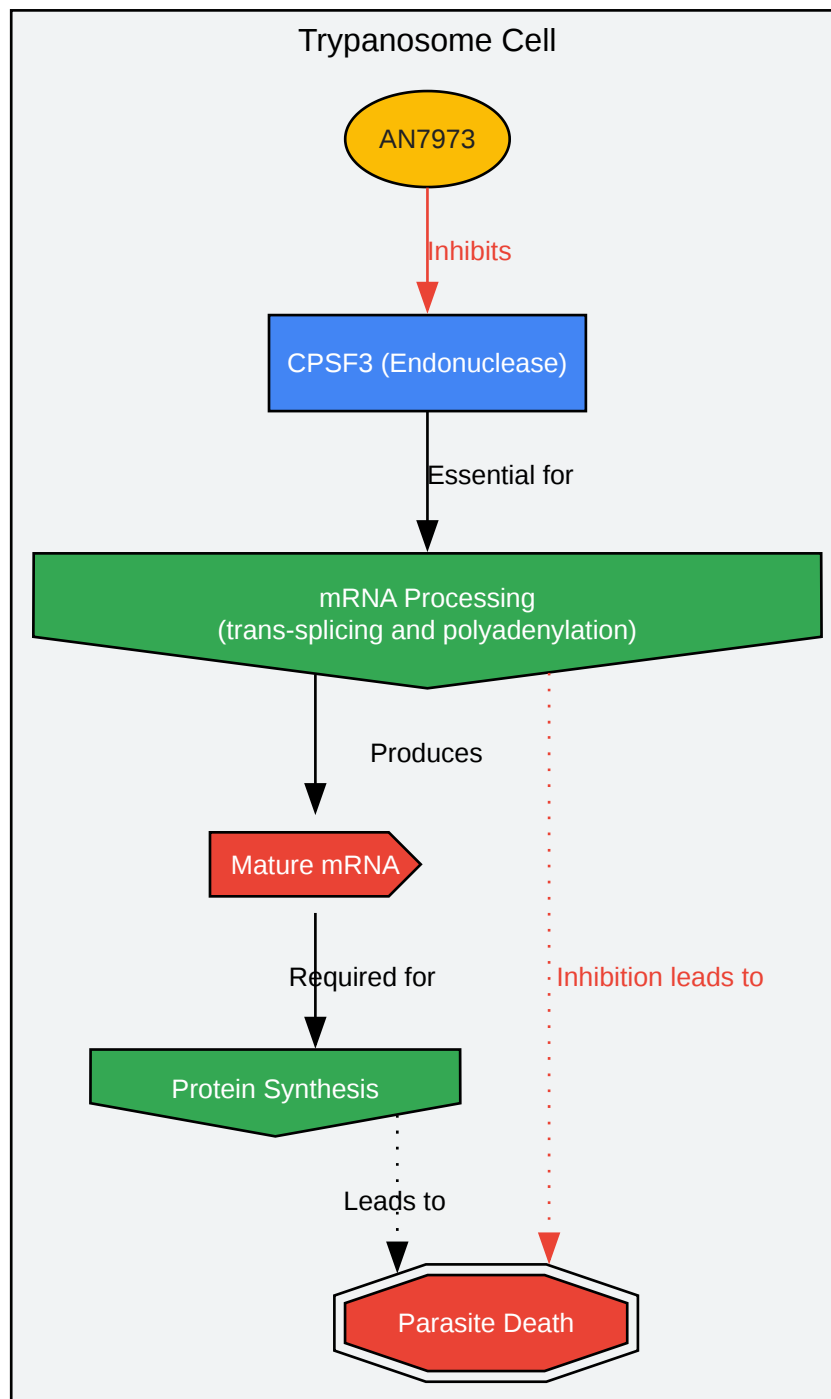 Trypanosome Cell
AN7973
Inhibits
CPSF3 (Endonuclease)
Essential for
mRNA Processing
(trans-splicing and polyadenylation)
Produces
Mature mRNA
Required for
Inhibition leads to
Protein Synthesis
Leads to
Parasite Death